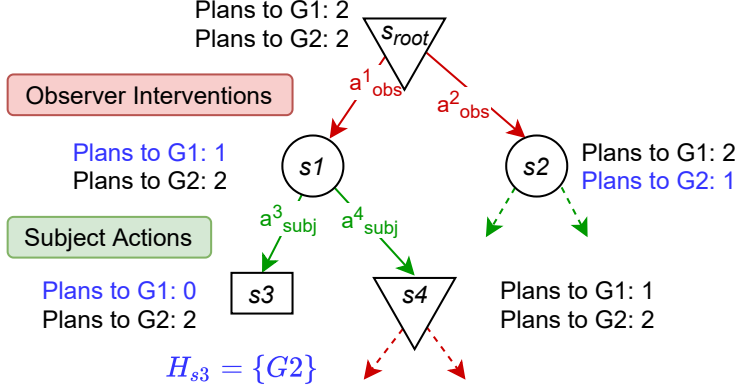 Plans to G1: 2
Plans to G2: 2
s_root
Observer Interventions
a^1_obs
a^2_obs
Plans to G1: 1
Plans to G2: 2
s1
s2
Plans to G1: 2
Plans to G2: 1
Subject Actions
a^3_subj
a^4_subj
Plans to G1: 0
Plans to G2: 2
s3
s4
Plans to G1: 1
Plans to G2: 2
H_{s3} = {G2}